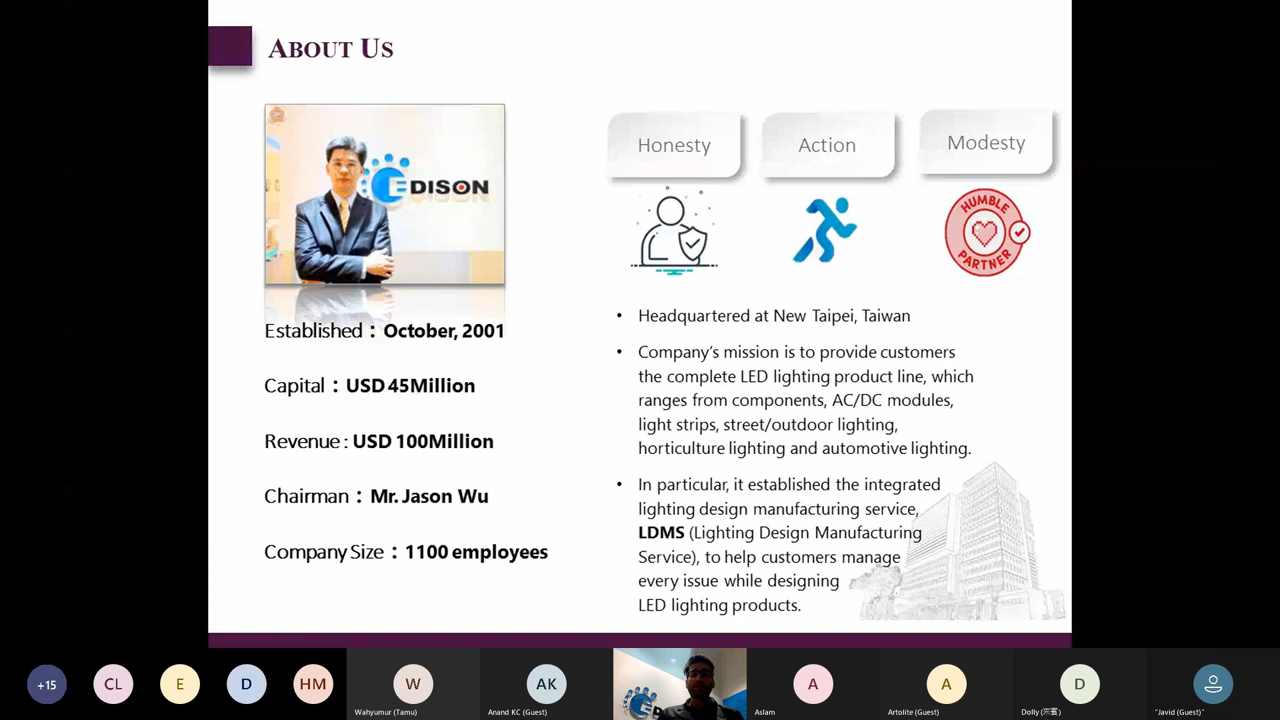 ABOUT US
EDISON
Honesty
Action
Modesty
HUMBLE
PARTNER
Established：October, 2001
Capital：USD 45Million
Revenue : USD 100Million
Chairman：Mr. Jason Wu
Company Size：1100 employees
• Headquartered at New Taipei, Taiwan
• Company's mission is to provide customers
the complete LED lighting product line, which
ranges from components, AC/DC modules,
light strips, street/outdoor lighting,
horticulture lighting and automotive lighting.
• In particular, it established the integrated
lighting design manufacturing service,
LDMS (Lighting Design Manufacturing
Service), to help customers manage
every issue while designing
LED lighting products.
+15
CL
E
D
HM
W
Wahyumur (Tamu)
AK
Anand KC (Guest)
ED
A
Aslam
A
Artolite (Guest)
D
Dolly (宗賓)
"Javid (Guest)"